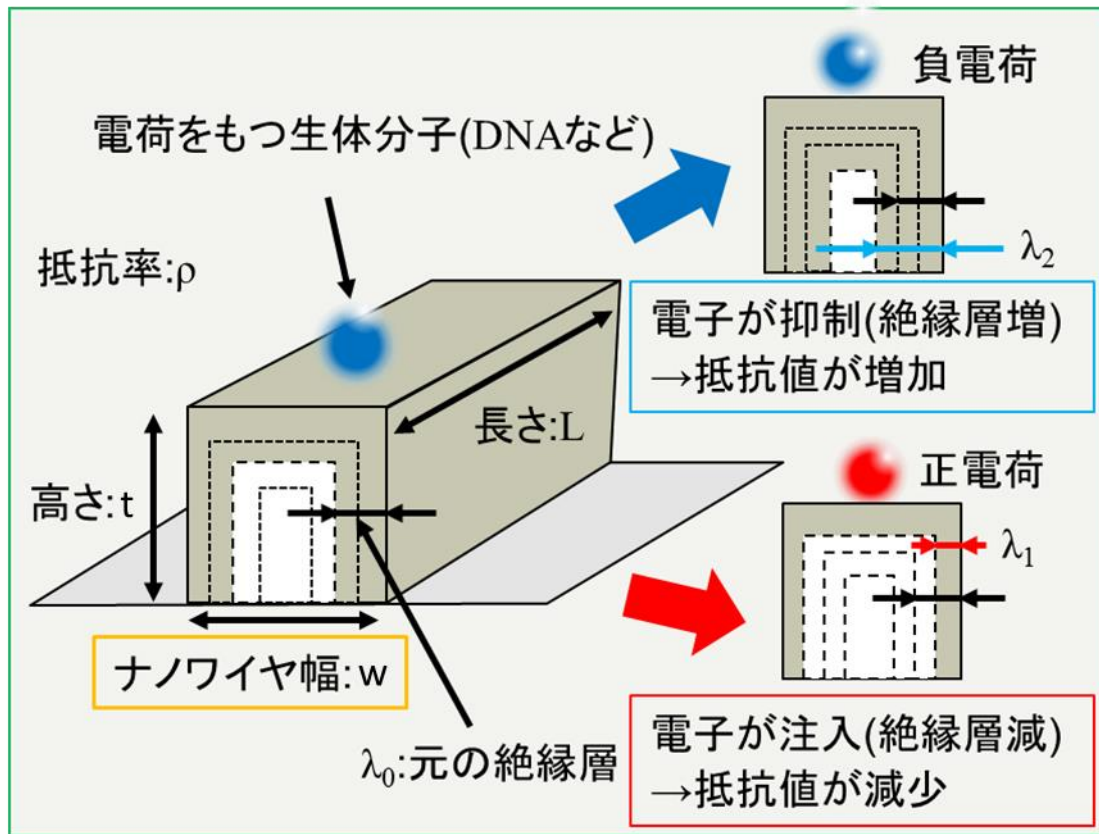 電荷をもつ生体分子(DNAなど)
抵抗率:ρ
長さ:L
高さ:t
ナノワイヤ幅:w
λ0:元の絶縁層
負電荷
λ2
電子が抑制(絶縁層増)
→抵抗値が増加
正電荷
λ1
電子が注入(絶縁層減)
→抵抗値が減少